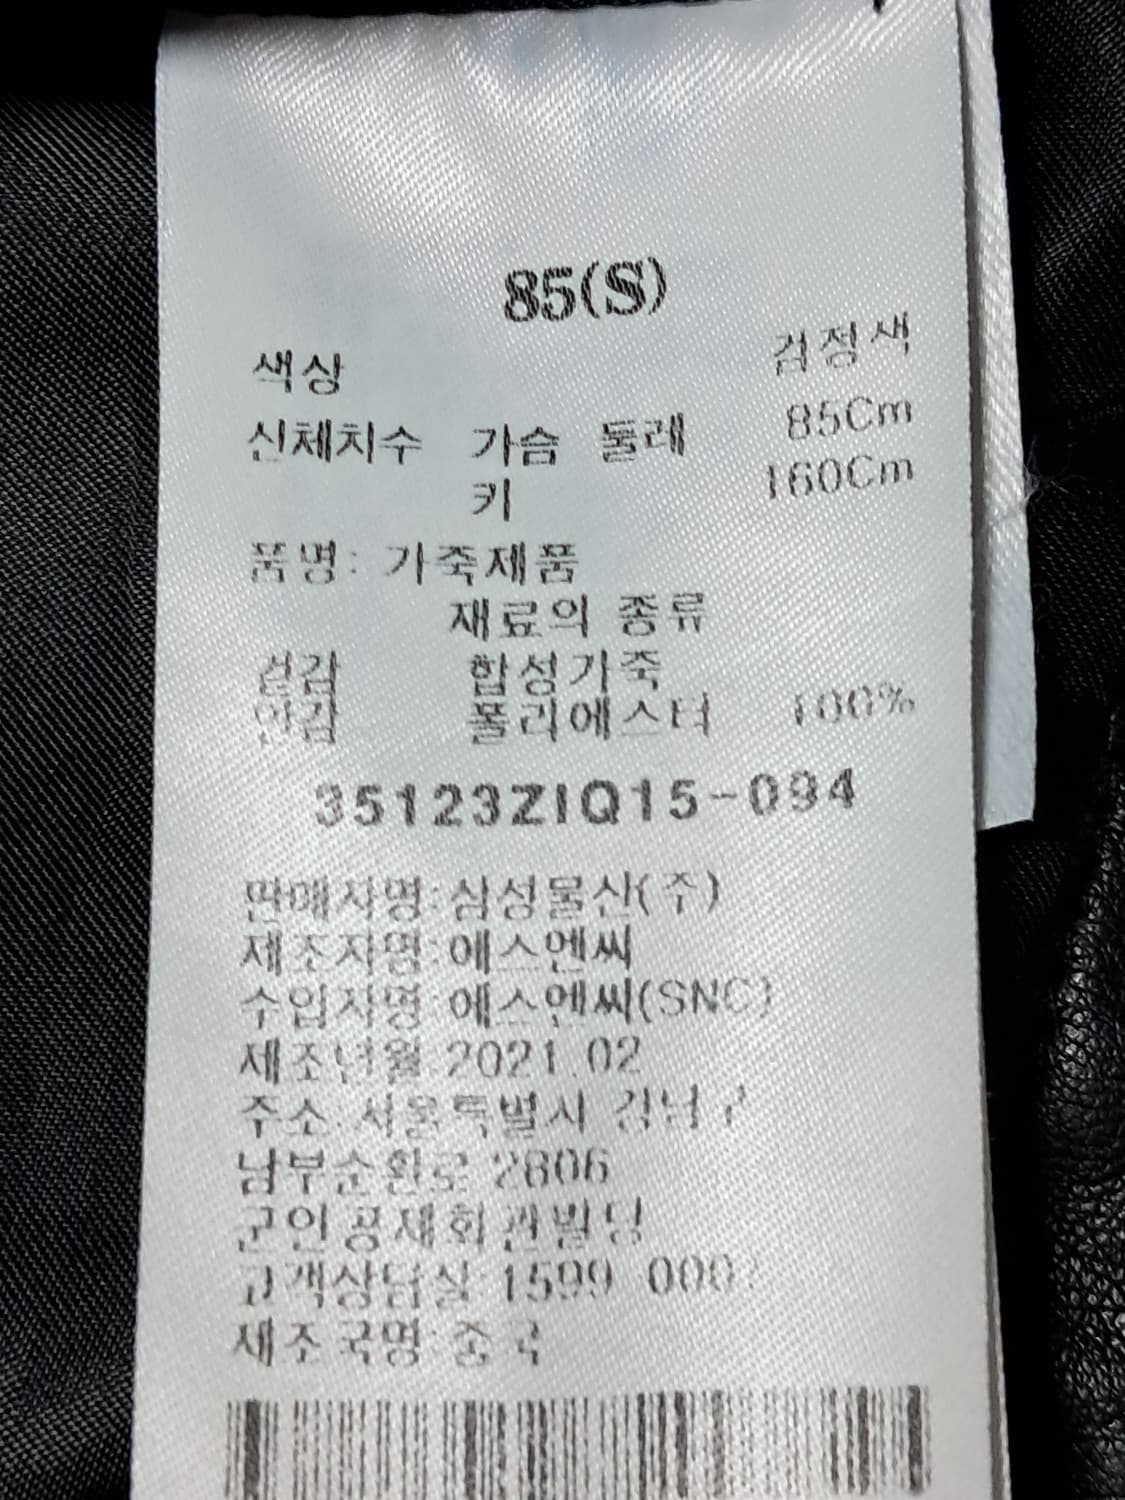 85(S)
색상 검정색
신체치수 가슴 둘레 85Cm
키 160Cm
품명: 가죽제품
재료의 종류
겉감 합성가죽
안감 폴리에스터 100%
35123ZIQ15-094
판매자명:삼성물산(주)
제조자명:에스엔씨
수입자명:에스엔씨(SNC)
제조년월:2021.02
주소:서울특별시 강남구
남부순환로 2806
군인공제회관빌딩
고객상담실:1599
제조국명:중국